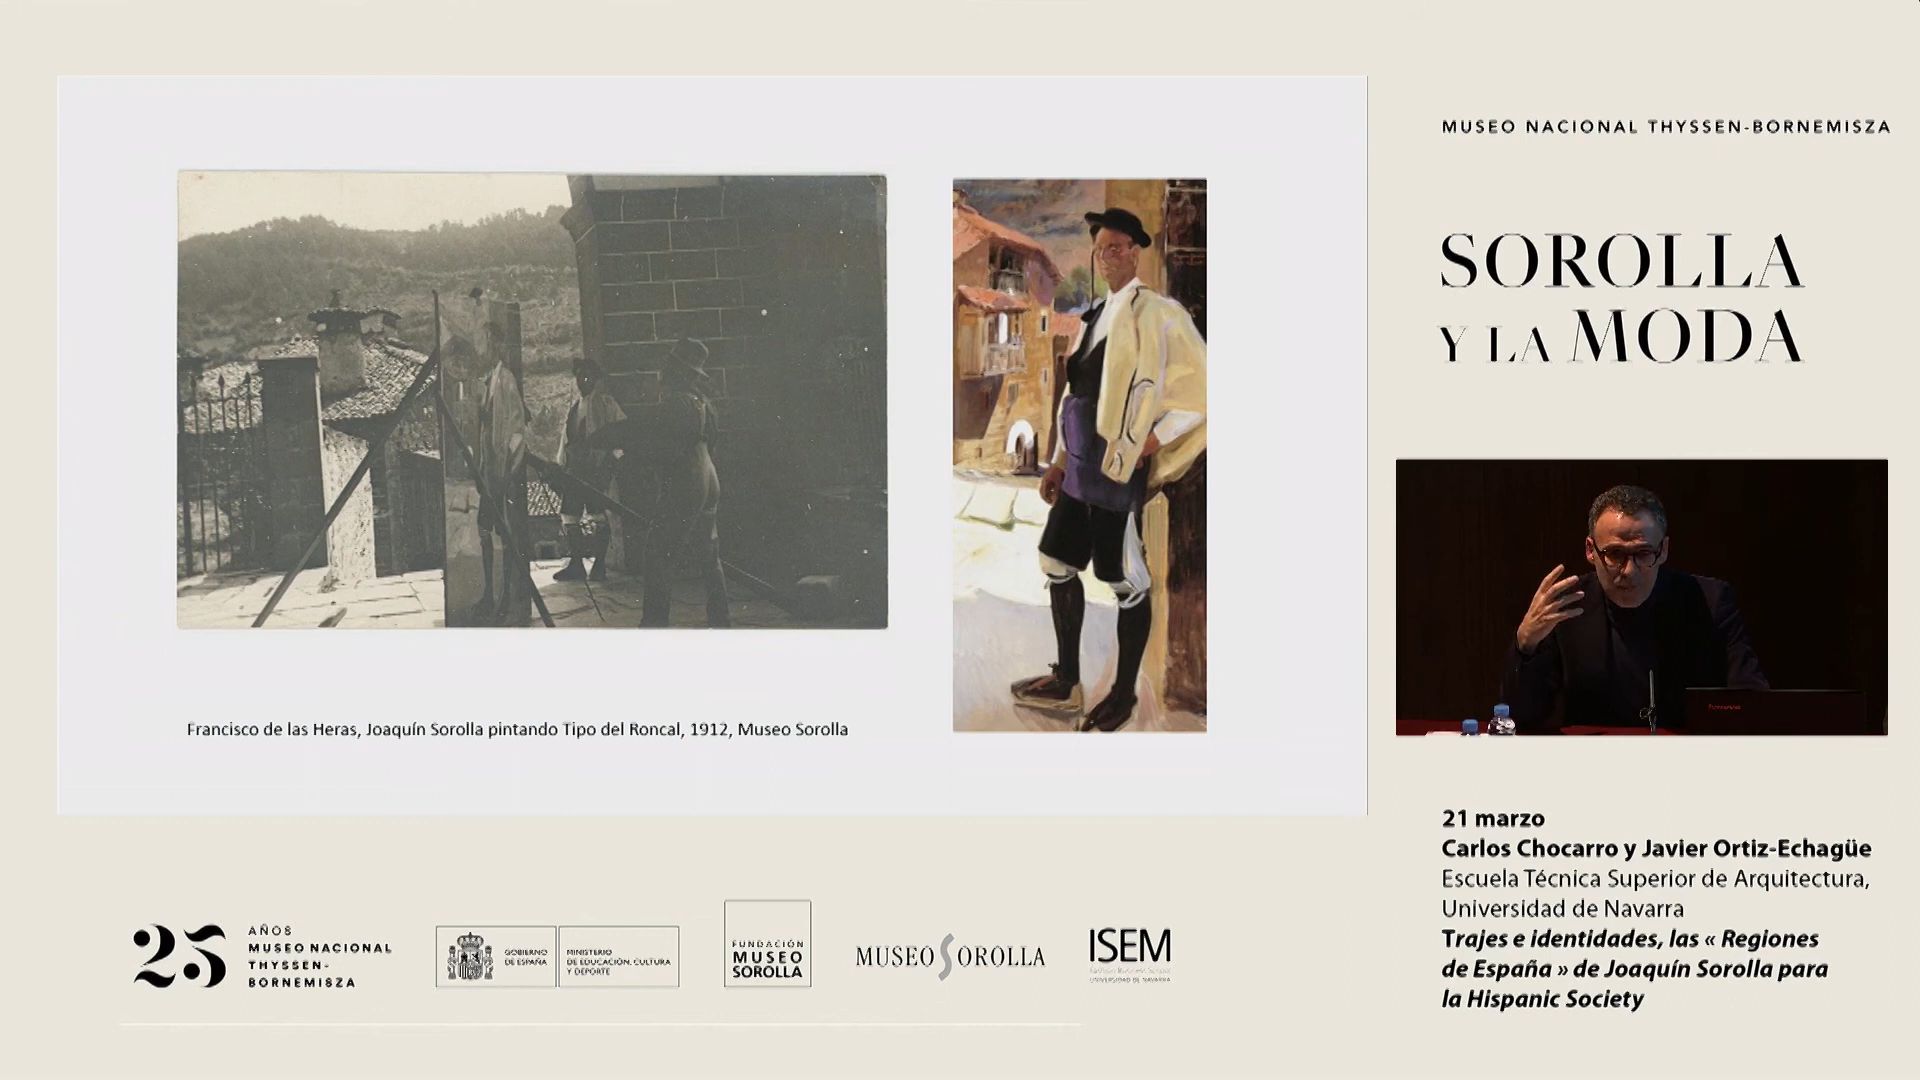 MUSEO NACIONAL THYSSEN-BORNEMISZA
SOROLLA
Y LA MODA
Francisco de las Heras, Joaquín Sorolla pintando Tipo del Roncal, 1912, Museo Sorolla
21 marzo
Carlos Chocarro y Javier Ortiz-Echagüe
Escuela Técnica Superior de Arquitectura,
Universidad de Navarra
Trajes e identidades, las « Regiones
de España » de Joaquín Sorolla para
la Hispanic Society
25
AÑOS
MUSEO NACIONAL
THYSSEN-
BORNEMISZA
GOBIERNO
DE ESPAÑA
MINISTERIO
DE EDUCACIÓN, CULTURA
Y DEPORTE
FUNDACIÓN
MUSEO
SOROLLA
MUSEO SOROLLA
ISEM
UNIVERSIDAD DE NAVARRA